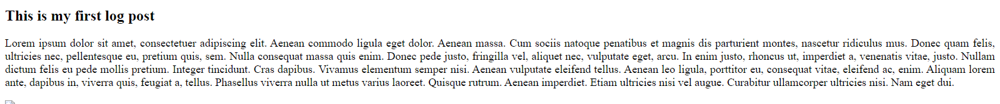 This is my first log post
Lorem ipsum dolor sit amet, consectetuer adipiscing elit. Aenean commodo ligula eget dolor. Aenean massa. Cum sociis natoque penatibus et magnis dis parturient montes, nascetur ridiculus mus. Donec quam felis,
ultricies nec, pellentesque eu, pretium quis, sem. Nulla consequat massa quis enim. Donec pede justo, fringilla vel, aliquet nec, vulputate eget, arcu. In enim justo, rhoncus ut, imperdiet a, venenatis vitae, justo. Nullam
dictum felis eu pede mollis pretium. Integer tincidunt. Cras dapibus. Vivamus elementum semper nisi. Aenean vulputate eleifend tellus. Aenean leo ligula, porttitor eu, consequat vitae, eleifend ac, enim. Aliquam lorem
ante, dapibus in, viverra quis, feugiat a, tellus. Phasellus viverra nulla ut metus varius laoreet. Quisque rutrum. Aenean imperdiet. Etiam ultricies nisi vel augue. Curabitur ullamcorper ultricies nisi. Nam eget dui.